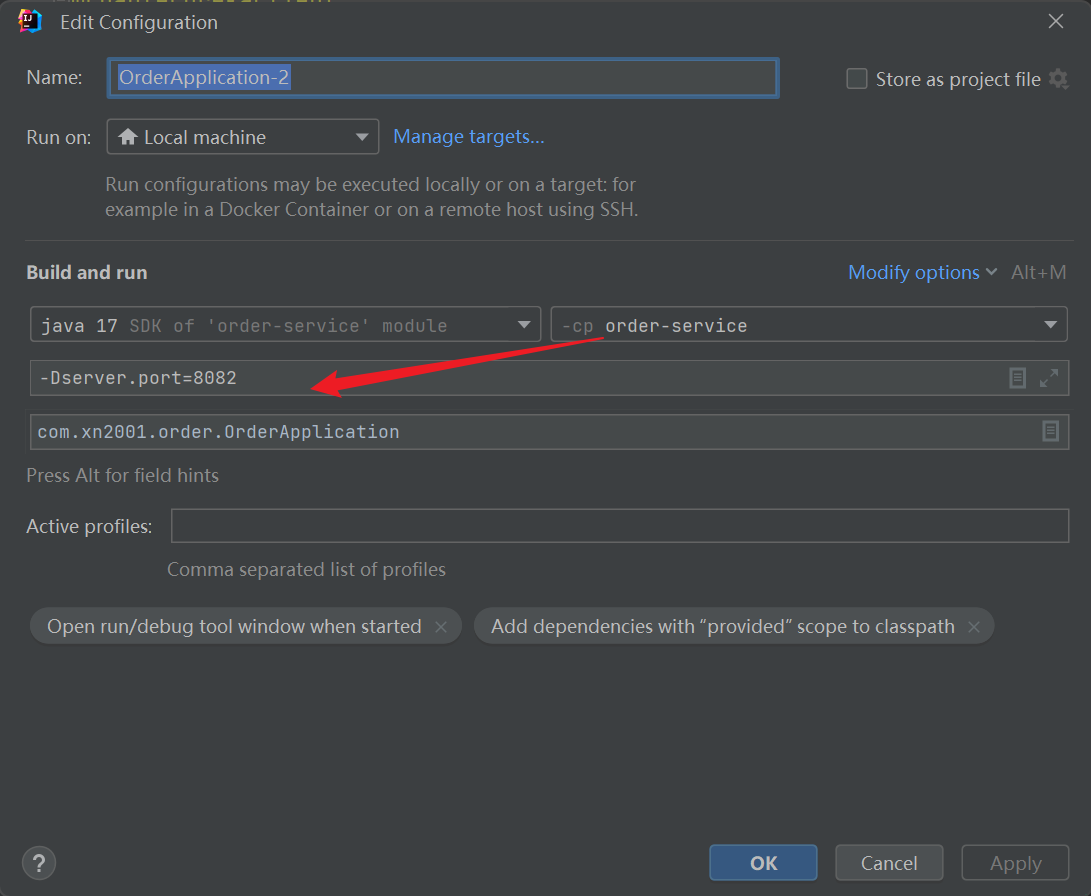 Edit Configuration
Name: OrderApplication-2 Store as project file
Run on: Local machine Manage targets...
Run configurations may be executed locally or on a target: for
example in a Docker Container or on a remote host using SSH.
Build and run Modify options Alt+M
java 17 SDK of 'order-service' module -cp order-service
-Dserver.port=8082
com.xn2001.order.OrderApplication
Press Alt for field hints
Active profiles:
Comma separated list of profiles
Open run/debug tool window when started Add dependencies with “provided” scope to classpath
? OK Cancel Apply